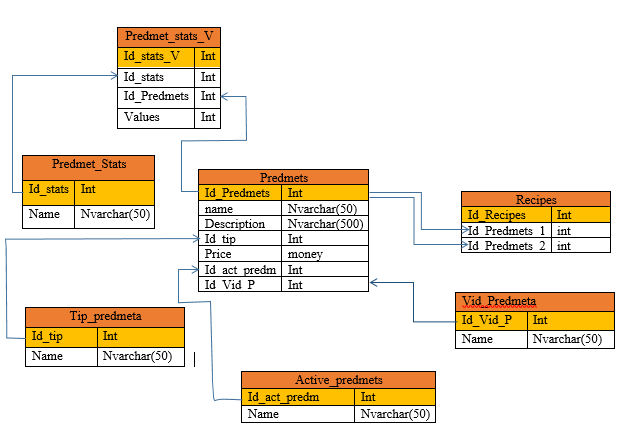 Predmet_stats_V
Id_stats_V Int
Id_stats Int
Id_Predmets Int
Values Int
Predmet_Stats
Id_stats Int
Name Nvarchar(50)
Predmets
Id_Predmets Int
name Nvarchar(50)
Description Nvarchar(500)
Id_tip Int
Price money
Id_act_predm Int
Id_Vid_P Int
Recipes
Id_Recipes Int
Id_Predmets_1 int
Id_Predmets_2 int
Tip_predmeta
Id_tip Int
Name Nvarchar(50)
Vid_Predmeta
Id_Vid_P Int
Name Nvarchar(50)
Active_predmets
Id_act_predm Int
Name Nvarchar(50)